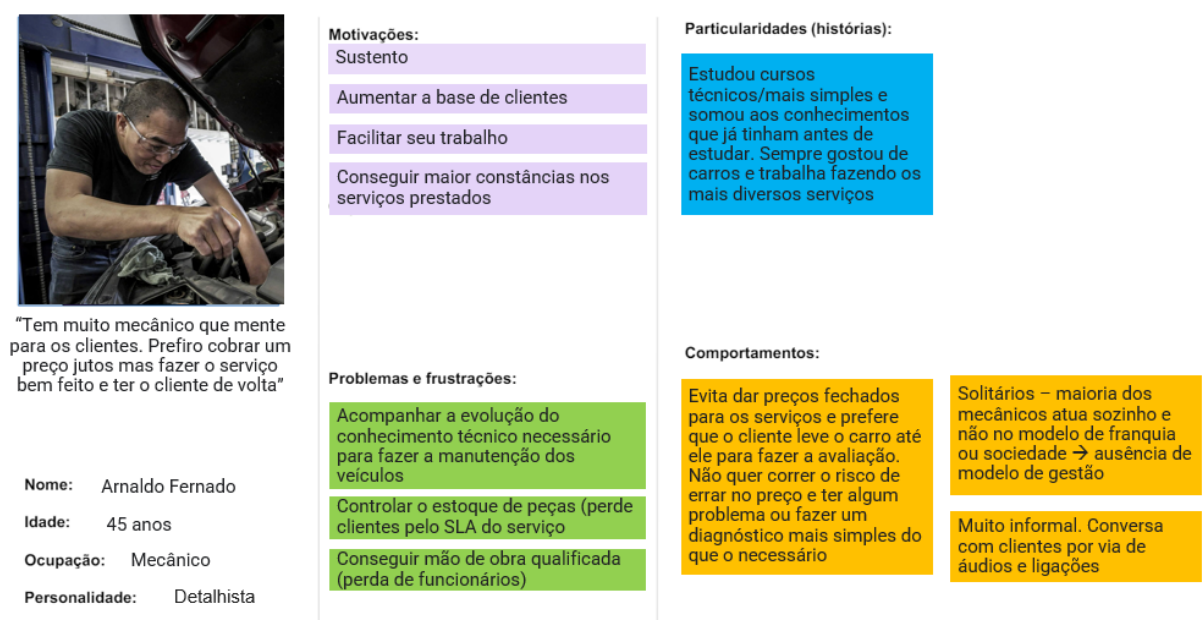 “Tem muito mecânico que mente
para os clientes. Prefiro cobrar um
preço jutos mas fazer o serviço
bem feito e ter o cliente de volta”
Nome: Arnaldo Fernado
Idade: 45 anos
Ocupação: Mecânico
Personalidade: Detalhista
Motivações:
Sustento
Aumentar a base de clientes
Facilitar seu trabalho
Conseguir maior constâncias nos
serviços prestados
Problemas e frustrações:
Acompanhar a evolução do
conhecimento técnico necessário
para fazer a manutenção dos
veículos
Controlar o estoque de peças (perde
clientes pelo SLA do serviço
Conseguir mão de obra qualificada
(perda de funcionários)
Particularidades (histórias):
Estudou cursos
técnicos/mais simples e
somou aos conhecimentos
que já tinham antes de
estudar. Sempre gostou de
carros e trabalha fazendo os
mais diversos serviços
Comportamentos:
Evita dar preços fechados
para os serviços e prefere
que o cliente leve o carro até
ele para fazer a avaliação.
Não quer correr o risco de
errar no preço e ter algum
problema ou fazer um
diagnóstico mais simples do
que o necessário
Solitários – maioria dos
mecânicos atua sozinho e
não no modelo de franquia
ou sociedade → ausência de
modelo de gestão
Muito informal. Conversa
com clientes por via de
áudios e ligações